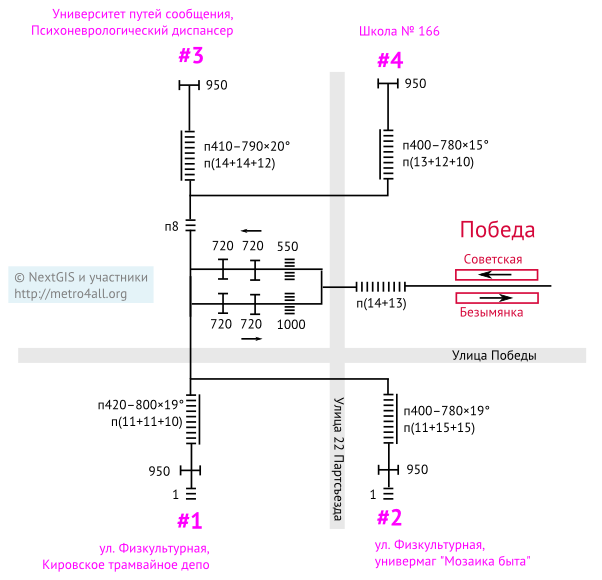 Университет путей сообщения,
Психоневрологический диспансер
#3
950
п410–790×20°
п(14+14+12)
Школа № 166
#4
950
п400–780×15°
п(13+12+10)
п8
720 720 550
720 720 1000
© NextGIS и участники
http://metro4all.org
п(14+13)
Победа
Советская
Безымянка
Улица Победы
Улица 22 Партсъезда
п420–800×19°
п(11+11+10)
950
1
#1
ул. Физкультурная,
Кировское трамвайное депо
п400–780×19°
п(11+15+15)
950
1
#2
ул. Физкультурная,
универмаг "Мозаика быта"